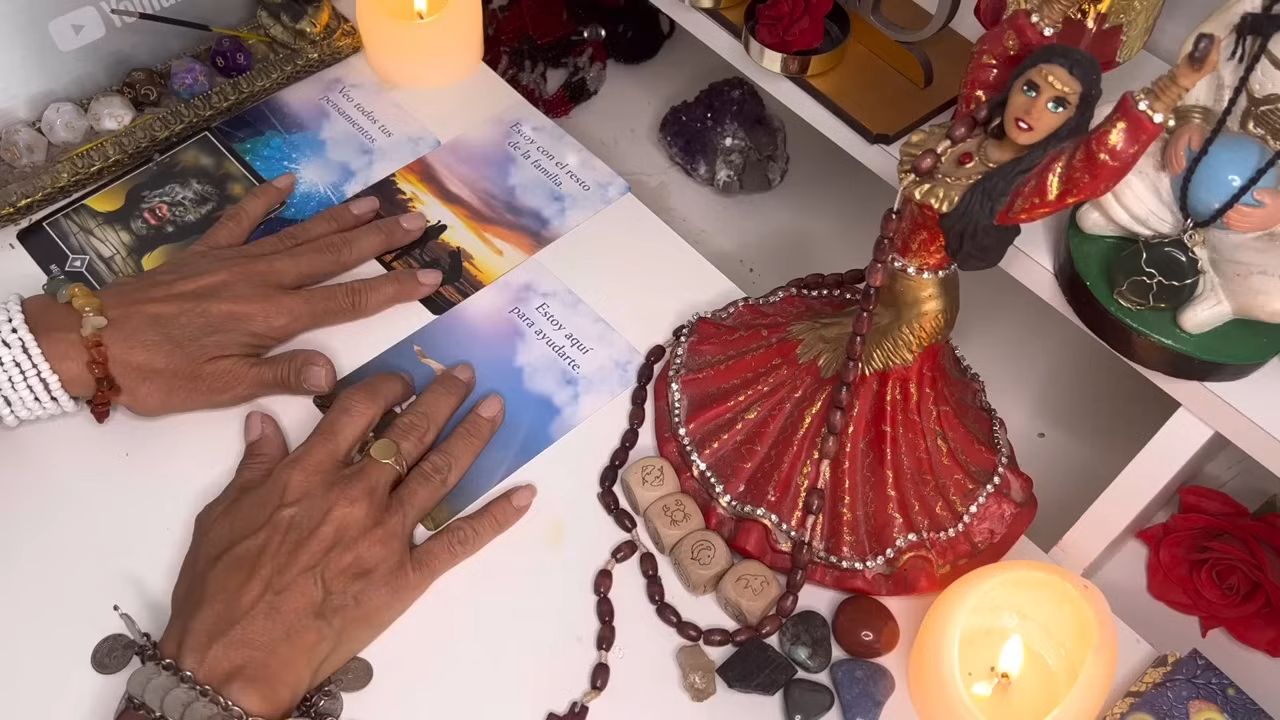 Veo todos tus
pensamientos.
Estoy con el resto
de la familia.
Estoy aquí
para ayudarte.